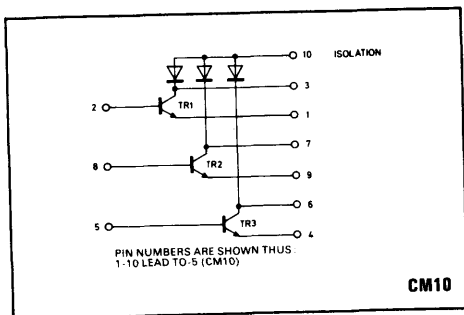 10 ISOLATION
3
2 TR1
1
7
8 TR2
9
6
5 TR3
4
PIN NUMBERS ARE SHOWN THUS:
1-10 LEAD TO-5 (CM10)
CM10